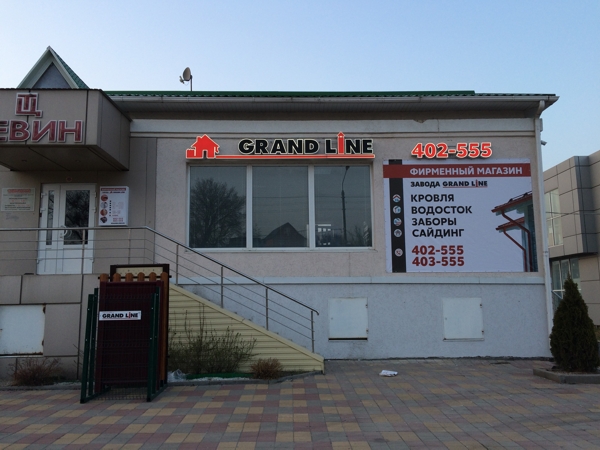 Щ
ЕВИН
GRAND LINE
402-555
ФИРМЕННЫЙ МАГАЗИН
ЗАВОДА GRAND LINE
КРОВЛЯ
ВОДОСТОК
ЗАБОРЫ
САЙДИНГ
402-555
403-555
GRAND LINE